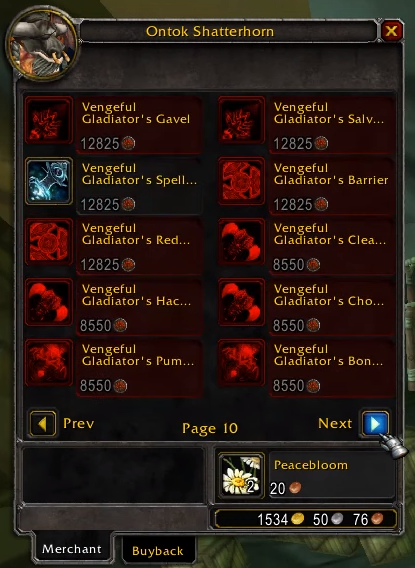 Ontok Shatterhorn
Vengeful
Gladiator's Gavel
12825
Vengeful
Gladiator's Salv...
12825
Vengeful
Gladiator's Spell...
12825
Vengeful
Gladiator's Barrier
12825
Vengeful
Gladiator's Red...
12825
Vengeful
Gladiator's Clea...
8550
Vengeful
Gladiator's Hac...
8550
Vengeful
Gladiator's Cho...
8550
Vengeful
Gladiator's Pum...
8550
Vengeful
Gladiator's Bon...
8550
Prev
Page 10
Next
2
Peacebloom
20
1534 50 76
Merchant
Buyback